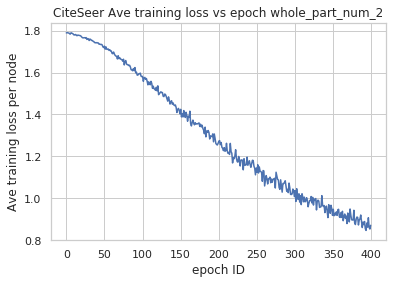 CiteSeer Ave training loss vs epoch whole_part_num_2
Ave training loss per node
1.8
1.6
1.4
1.2
1.0
0.8
0 50 100 150 200 250 300 350 400
epoch ID